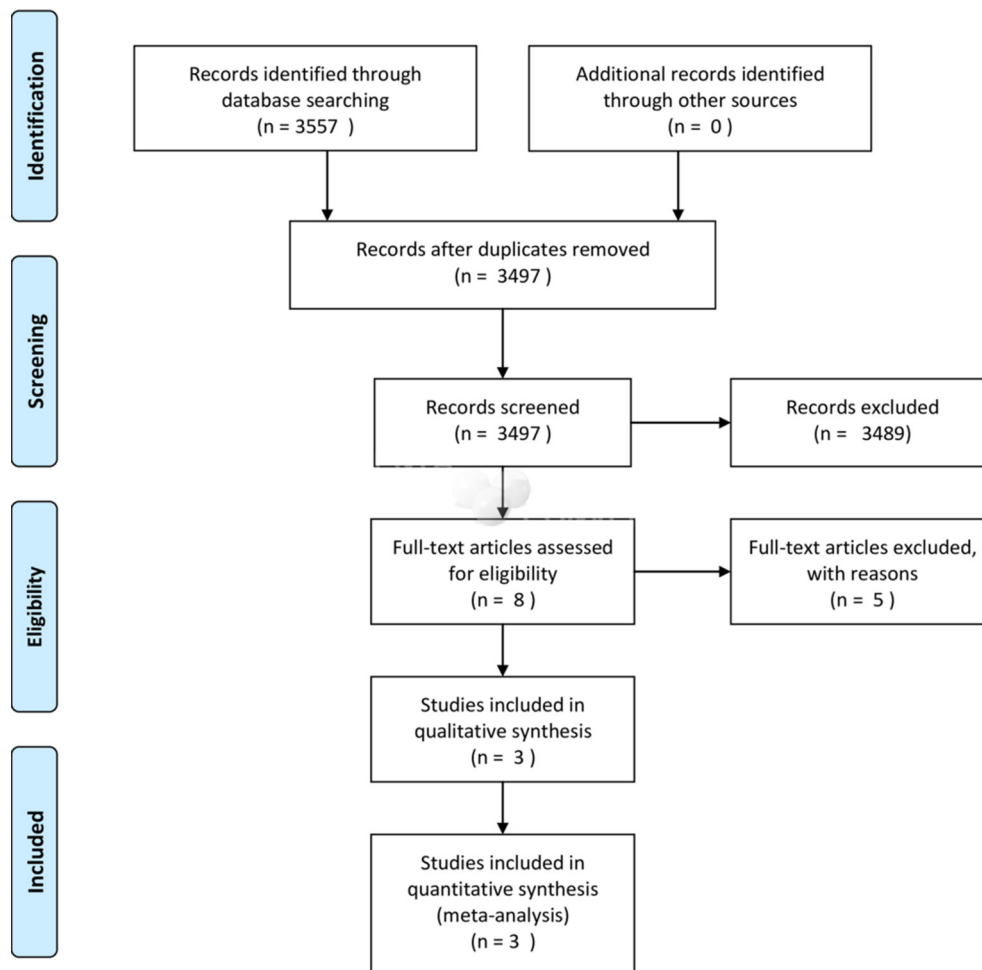 Identification
Records identified through
database searching
(n = 3557 )
Additional records identified
through other sources
(n = 0 )
Records after duplicates removed
(n = 3497 )
Screening
Records screened
(n = 3497 )
Records excluded
(n = 3489)
Eligibility
Full-text articles assessed
for eligibility
(n = 8 )
Full-text articles excluded,
with reasons
(n = 5 )
Studies included in
qualitative synthesis
(n = 3 )
Included
Studies included in
quantitative synthesis
(meta-analysis)
(n = 3 )